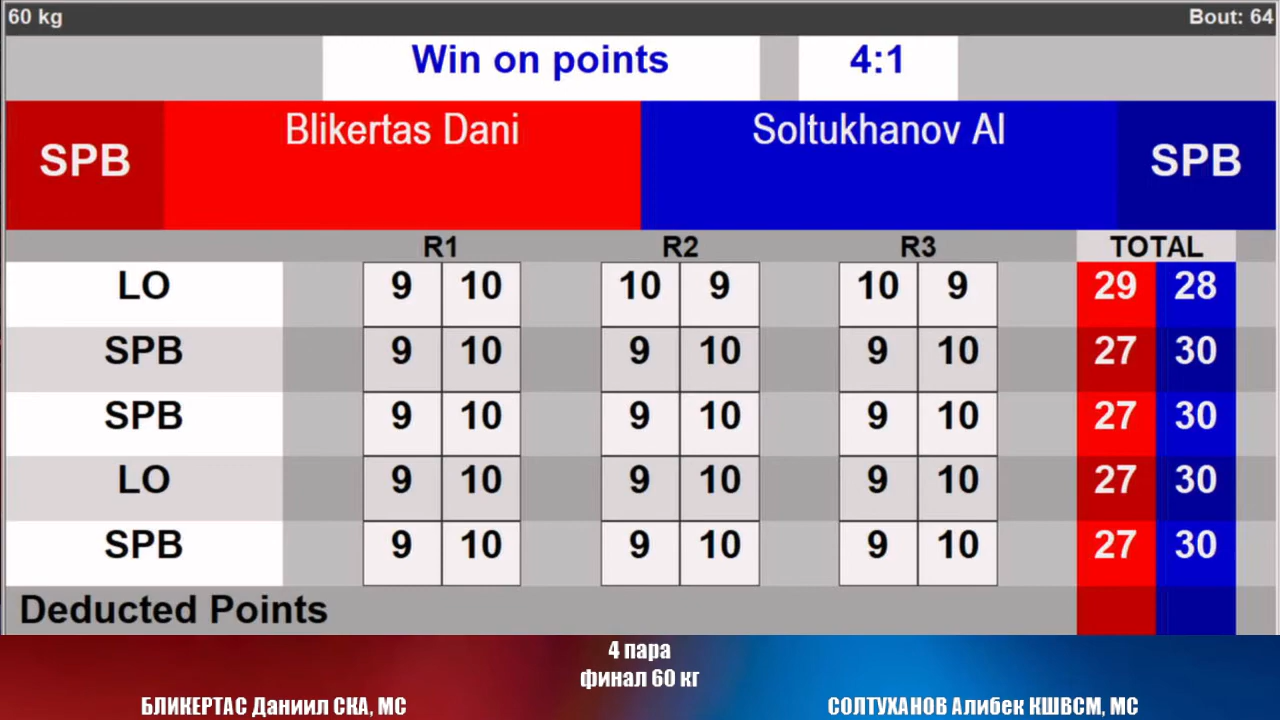 60 kg Bout: 64
Win on points 4:1
SPB Blikertas Dani Soltukhanov Al SPB
R1 R2 R3 TOTAL
LO 9 10 10 9 10 9 29 28
SPB 9 10 9 10 9 10 27 30
SPB 9 10 9 10 9 10 27 30
LO 9 10 9 10 9 10 27 30
SPB 9 10 9 10 9 10 27 30
Deducted Points
4 пара
финал 60 кг
БЛИКЕРТАС Даниил СКА, МС СОЛТУХАНОВ Алибек КШВСМ, МС